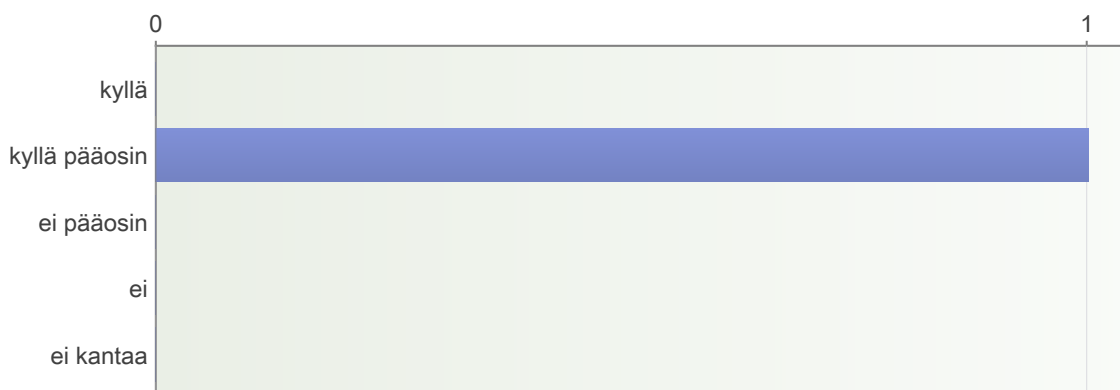 0 1
kyllä
kyllä pääosin
ei pääosin
ei
ei kantaa